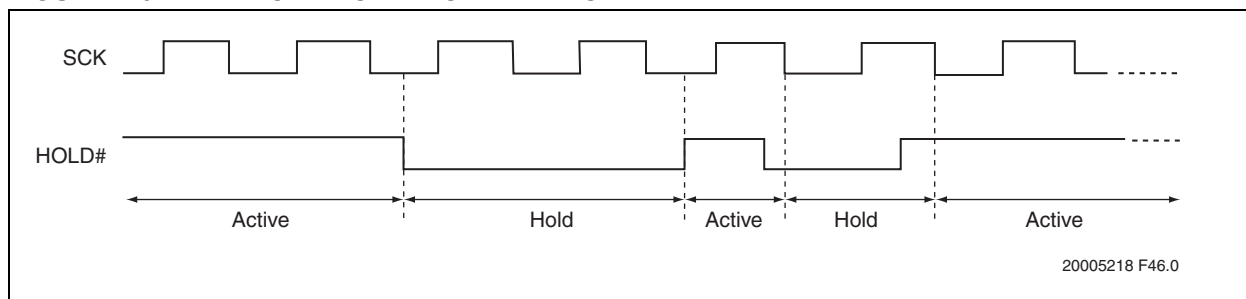 SCK
HOLD#
Active Hold Active Hold Active
20005218 F46.0